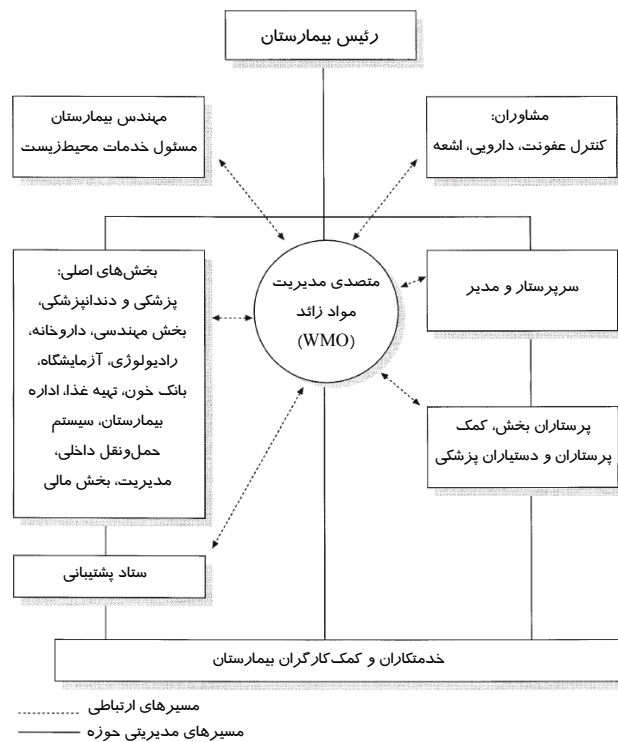 رئیس بیمارستان
مشاوران:
کنترل عفونت، دارویی، اشعه
مهندس بیمارستان
مسئول خدمات محیط‌زیست
سرپرستار و مدیر
متصدی مدیریت
مواد زائد
(WMO)
بخش‌های اصلی:
پزشکی و دندانپزشکی،
بخش مهندسی، داروخانه،
رادیولوژی، آزمایشگاه،
بانک خون، تهیه غذا، اداره
بیمارستان، سیستم
حمل‌ونقل داخلی،
مدیریت، بخش مالی
پرستاران بخش، کمک
پرستاران و دستیاران پزشکی
ستاد پشتیبانی
خدمتکاران و کمک‌کارگران بیمارستان
مسیرهای ارتباطی
مسیرهای مدیریتی حوزه